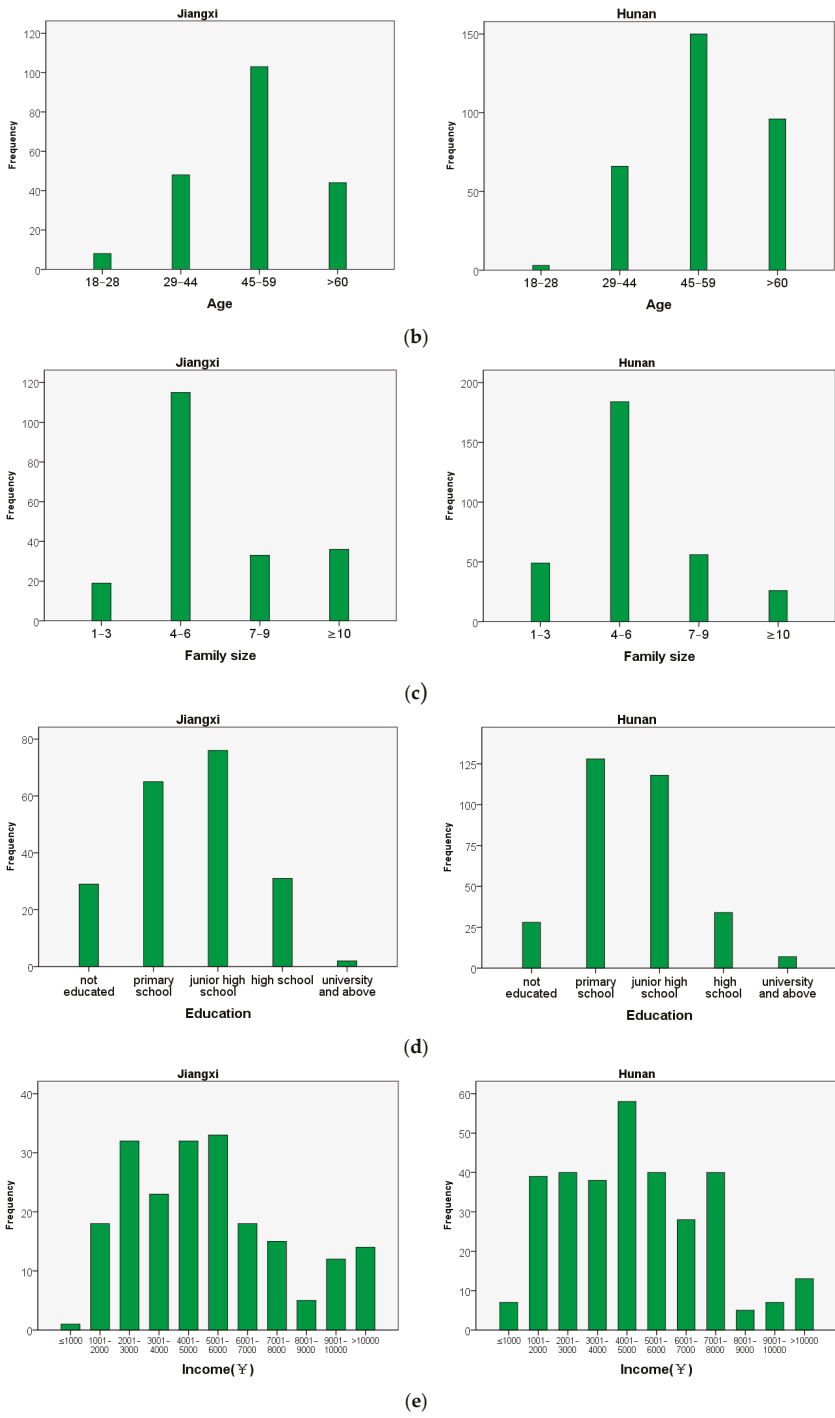 Jiangxi
120
100
80
60
40
20
0
Frequency
18-28 29-44 45-59 >60
Age
Hunan
150
100
50
0
Frequency
18-28 29-44 45-59 >60
Age
(b)
Jiangxi
120
100
80
60
40
20
0
Frequency
1-3 4-6 7-9 ≥10
Family size
Hunan
200
150
100
50
0
Frequency
1-3 4-6 7-9 ≥10
Family size
(c)
Jiangxi
80
60
40
20
0
Frequency
not educated primary school junior high school high school university and above
Education
Hunan
125
100
75
50
25
0
Frequency
not educated primary school junior high school high school university and above
Education
(d)
Jiangxi
40
30
20
10
0
Frequency
≤1000 1001-2000 2001-3000 3001-4000 4001-5000 5001-6000 6001-7000 7001-8000 8001-9000 9001-10000 >10000
Income(¥)
Hunan
60
50
40
30
20
10
0
Frequency
≤1000 1001-2000 2001-3000 3001-4000 4001-5000 5001-6000 6001-7000 7001-8000 8001-9000 9001-10000 >10000
Income(¥)
(e)